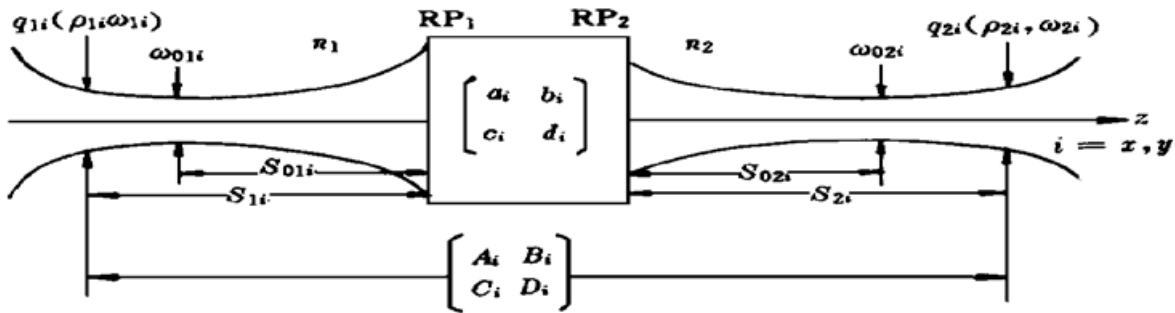 q₁ᵢ(ρ₁ᵢω₁ᵢ) RP₁ RP₂ q₂ᵢ(ρ₂ᵢ, ω₂ᵢ)
ω₀₁ᵢ n₁ n₂ ω₀₂ᵢ
aᵢ bᵢ
cᵢ dᵢ
z
i = x, y
S₀₁ᵢ S₀₂ᵢ
S₁ᵢ S₂ᵢ
Aᵢ Bᵢ
Cᵢ Dᵢ